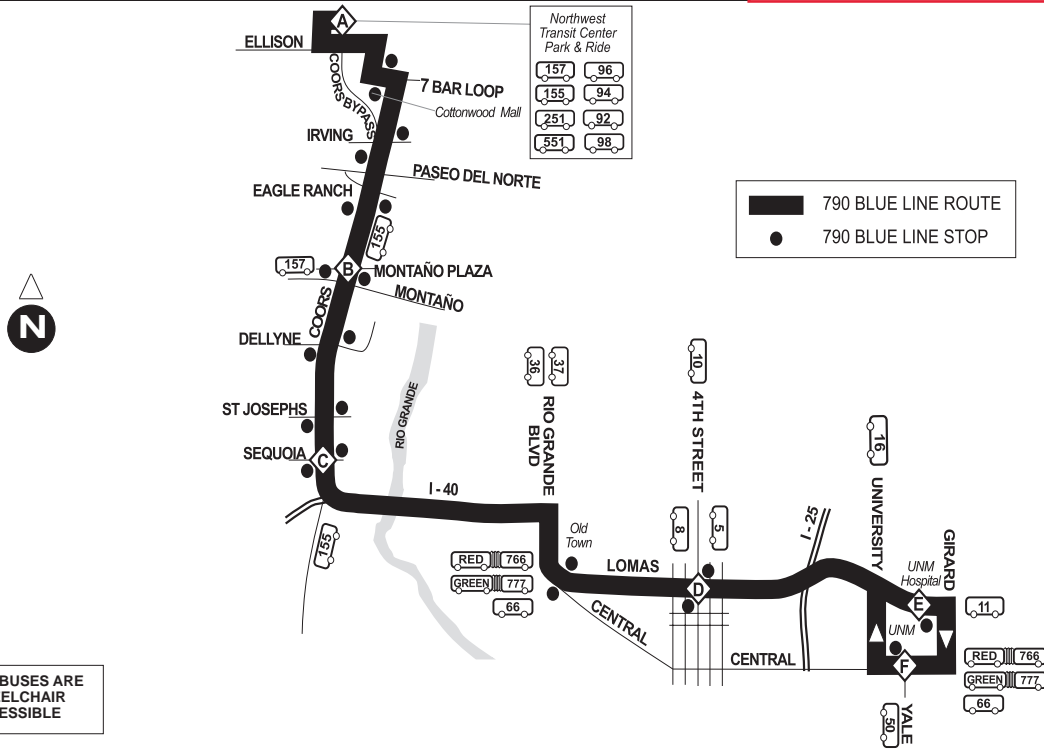 A
Northwest
Transit Center
Park & Ride
157 96
155 94
251 92
551 98
ELLISON
COORS BYPASS
7 BAR LOOP
Cottonwood Mall
IRVING
PASEO DEL NORTE
EAGLE RANCH
155
790 BLUE LINE ROUTE
790 BLUE LINE STOP
157
B
MONTAÑO PLAZA
MONTAÑO
COORS
N
DELLYNE
RIO GRANDE
36
37
RIO GRANDE
BLVD
10
4TH STREET
ST JOSEPHS
SEQUOIA
C
16
UNIVERSITY
I - 40
155
Old
Town
8
5
I - 25
GIRARD
RED 766
GREEN 777
66
LOMAS
D
UNM
Hospital
E
11
CENTRAL
CENTRAL
UNM
F
RED 766
GREEN 777
66
50
YALE
BUSES ARE